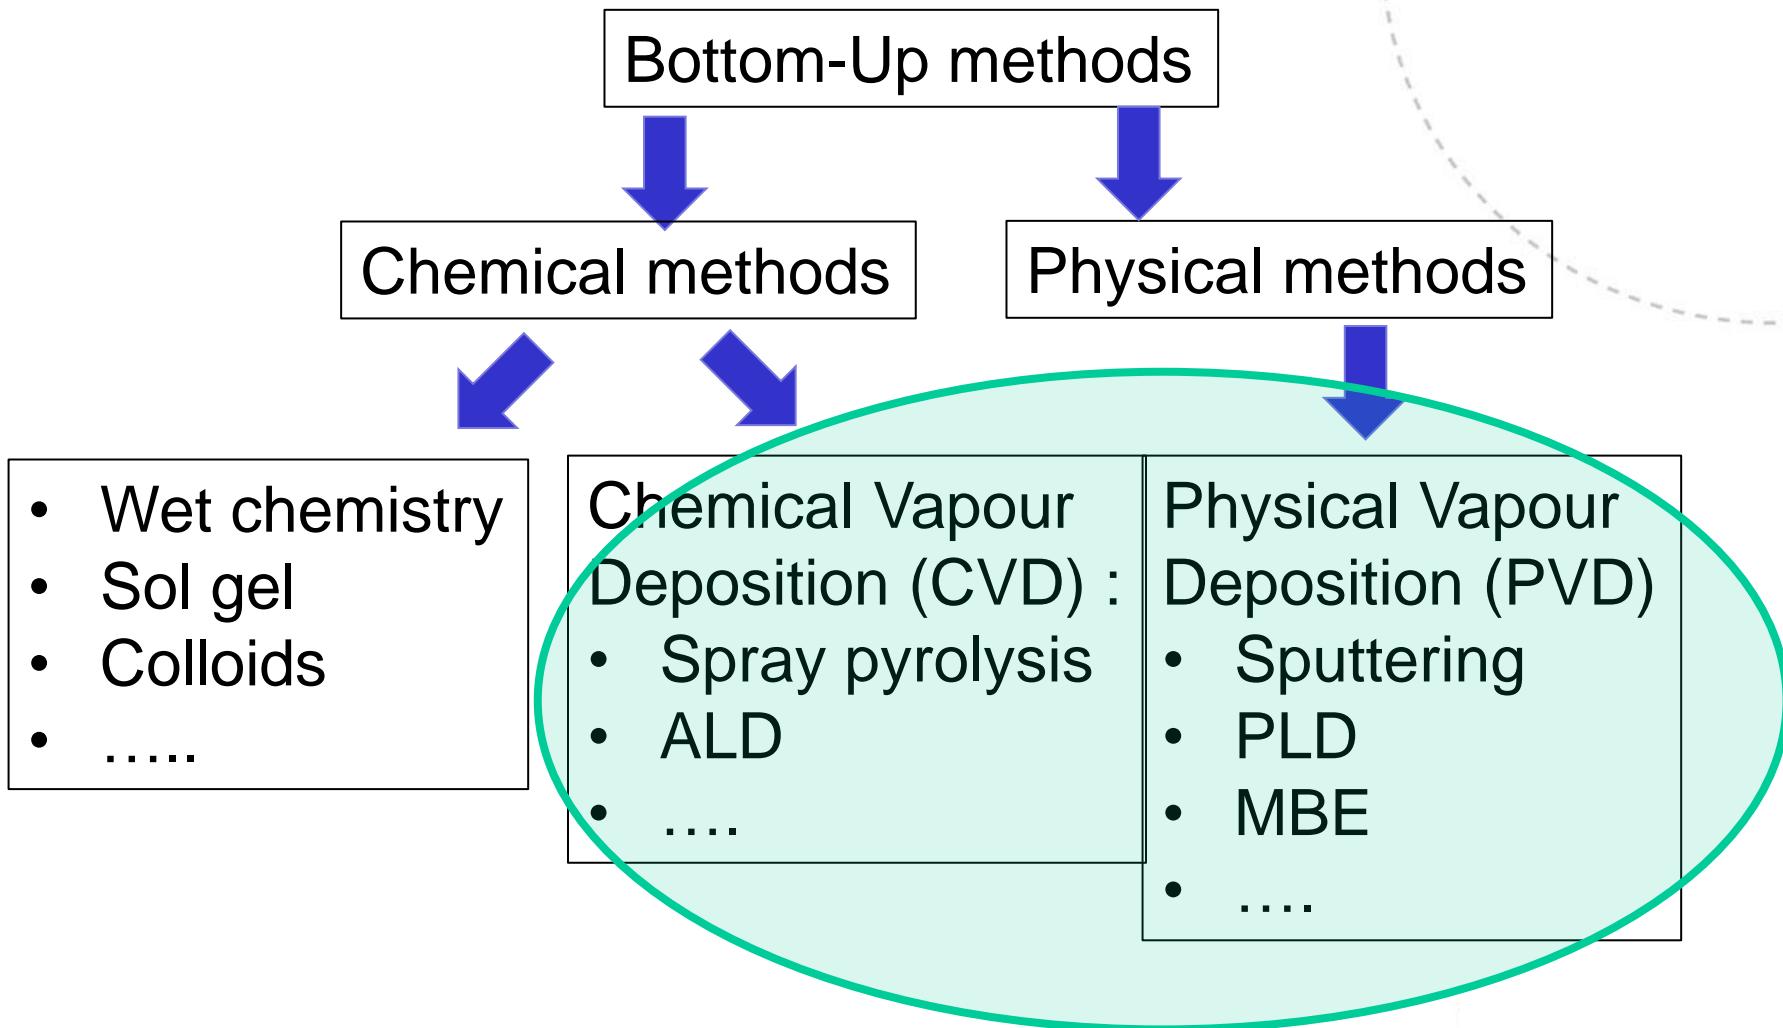 Bottom-Up methods
Chemical methods
Physical methods
• Wet chemistry
• Sol gel
• Colloids
• …..
Chemical Vapour
Deposition (CVD) :
• Spray pyrolysis
• ALD
• ….
Physical Vapour
Deposition (PVD)
• Sputtering
• PLD
• MBE
• ….